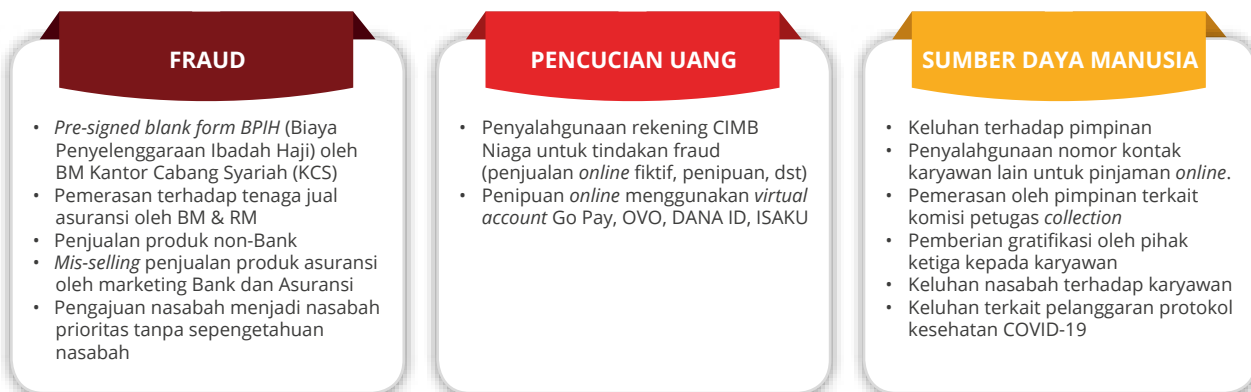 FRAUD
• Pre-signed blank form BPIH (Biaya
Penyelenggaraan Ibadah Haji) oleh
BM Kantor Cabang Syariah (KCS)
• Pemerasan terhadap tenaga jual
asuransi oleh BM & RM
• Penjualan produk non-Bank
• Mis-selling penjualan produk asuransi
oleh marketing Bank dan Asuransi
• Pengajuan nasabah menjadi nasabah
prioritas tanpa sepengetahuan
nasabah
PENCUCIAN UANG
• Penyalahgunaan rekening CIMB
Niaga untuk tindakan fraud
(penjualan online fiktif, penipuan, dst)
• Penipuan online menggunakan virtual
account Go Pay, OVO, DANA ID, ISAKU
SUMBER DAYA MANUSIA
• Keluhan terhadap pimpinan
• Penyalahgunaan nomor kontak
karyawan lain untuk pinjaman online.
• Pemerasan oleh pimpinan terkait
komisi petugas collection
• Pemberian gratifikasi oleh pihak
ketiga kepada karyawan
• Keluhan nasabah terhadap karyawan
• Keluhan terkait pelanggaran protokol
kesehatan COVID-19